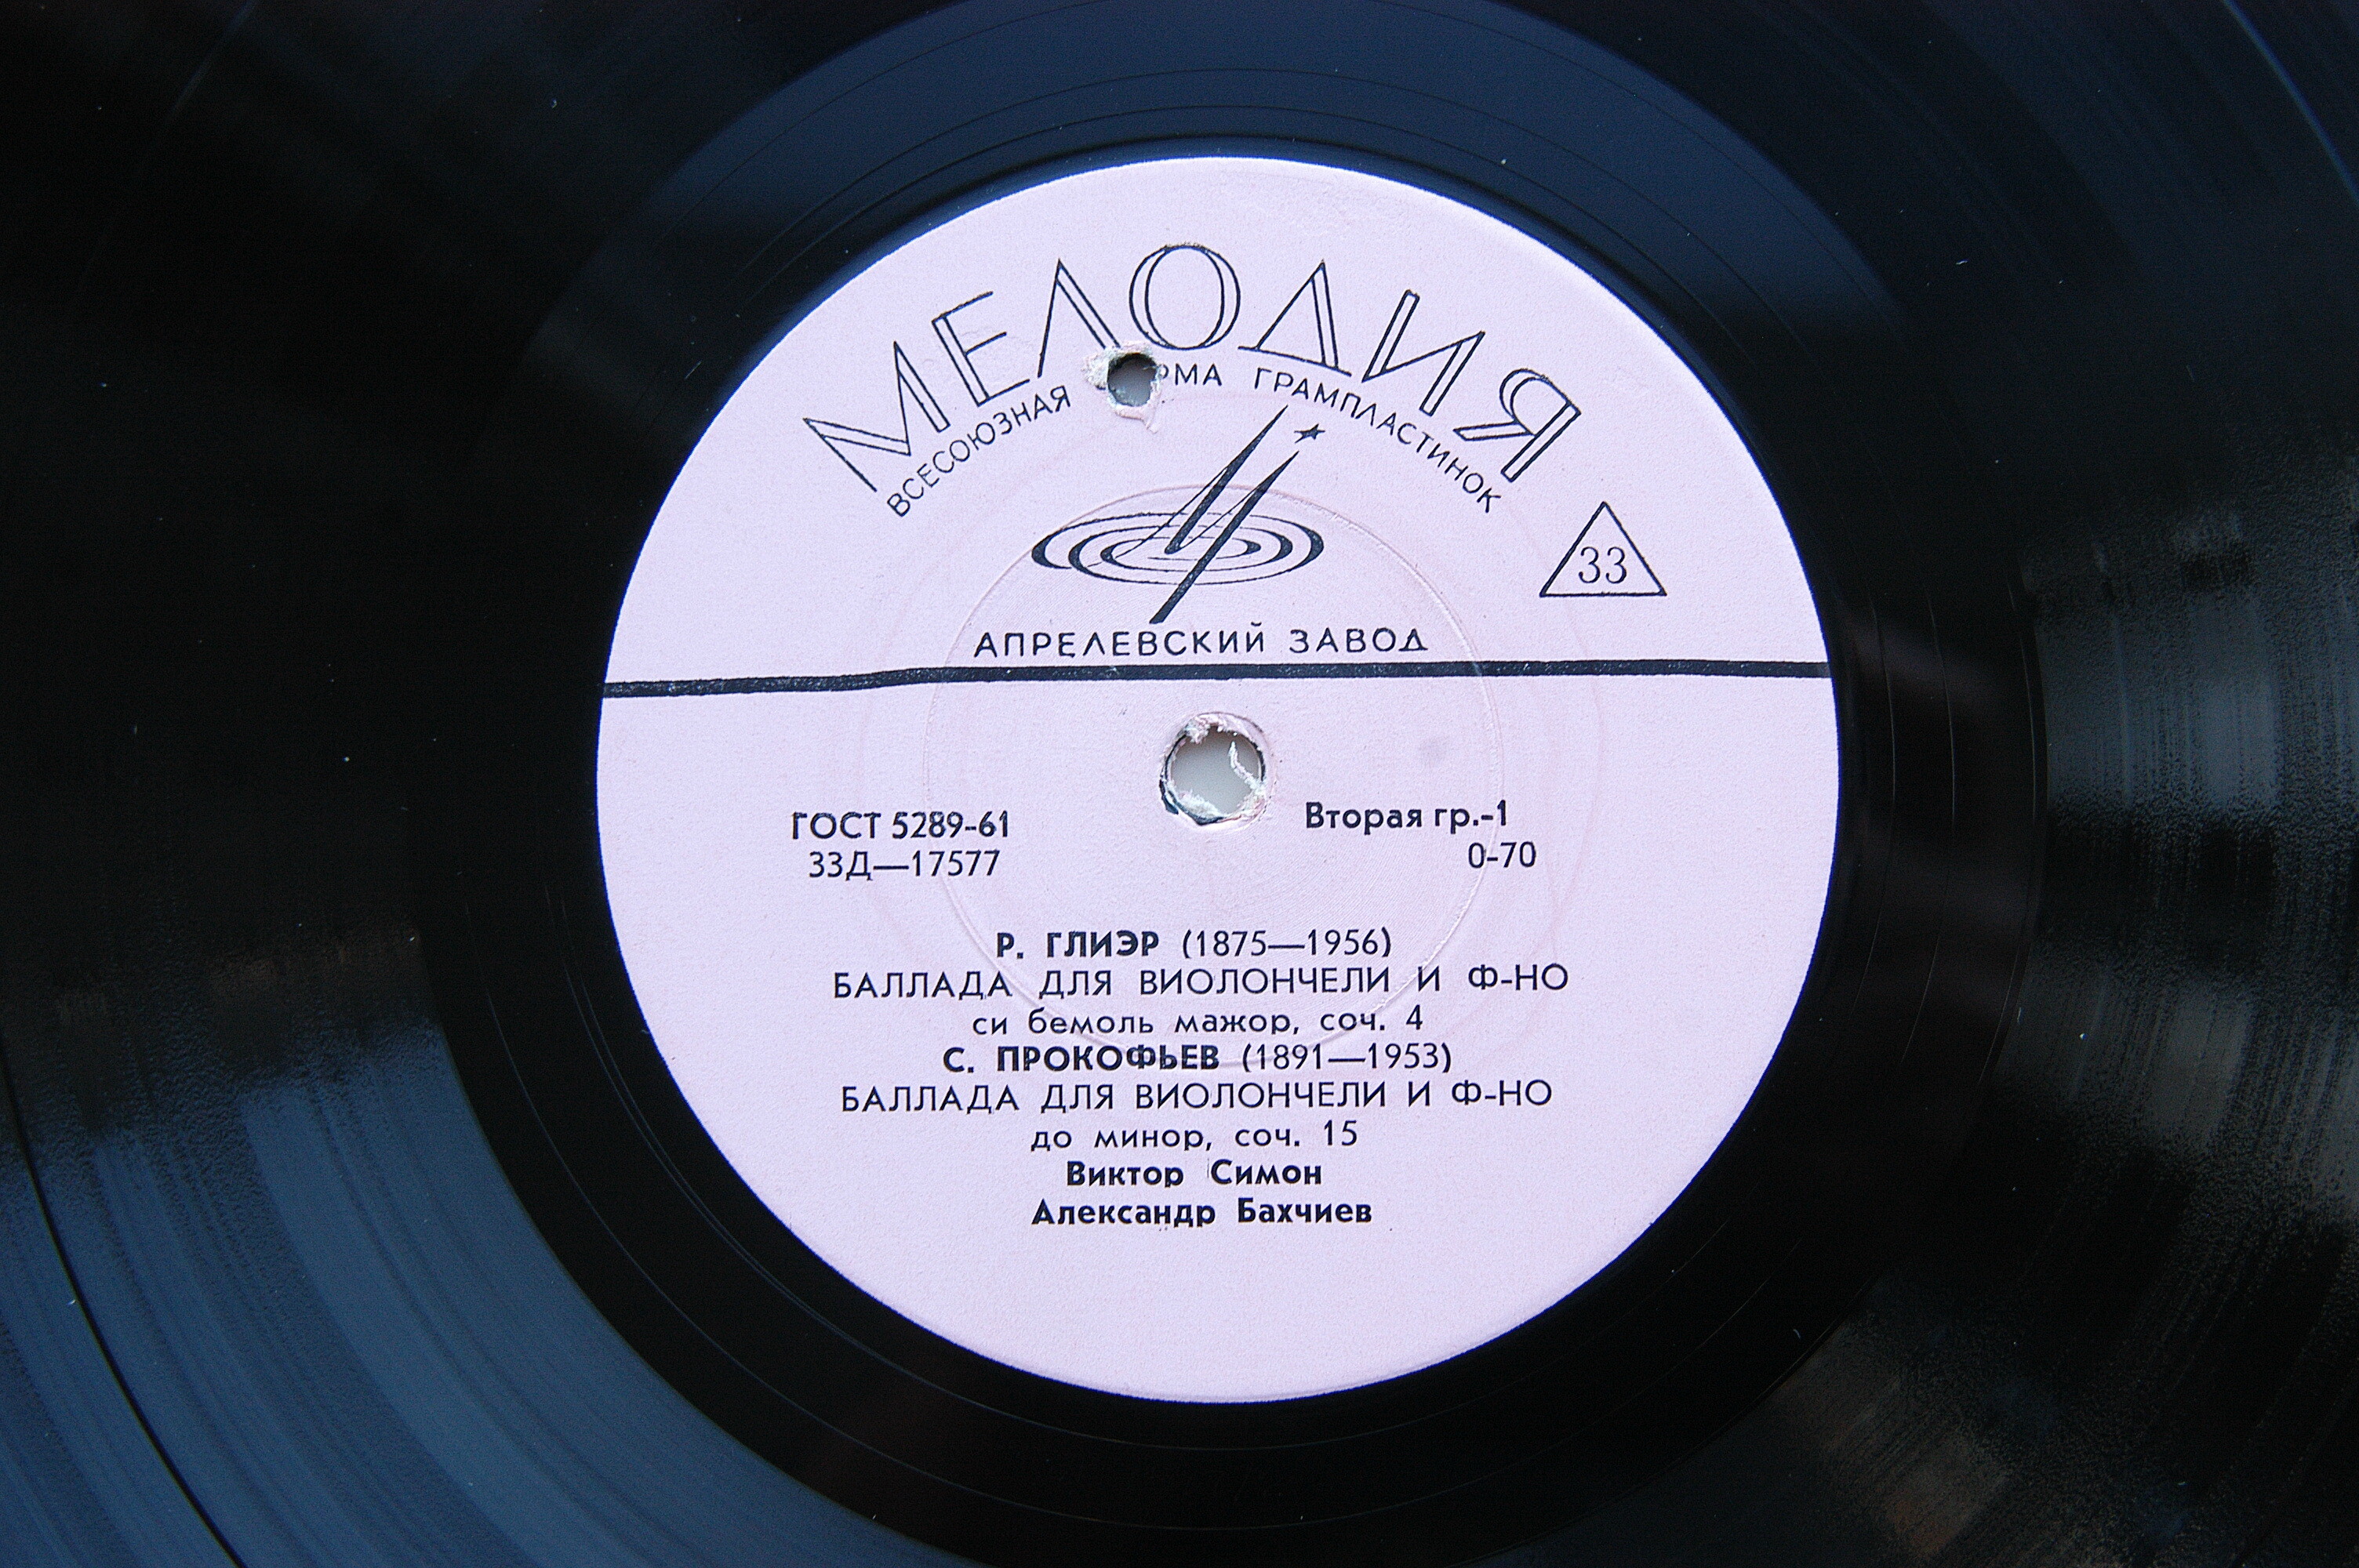 МЕЛОДИЯ
ВСЕСОЮЗНАЯ ГРАМПЛАСТИНОК
33
АПРЕЛЕВСКИЙ ЗАВОД
ГОСТ 5289-61 Вторая гр.-1
33Д—17577 0-70
Р. ГЛИЭР (1875—1956)
БАЛЛАДА ДЛЯ ВИОЛОНЧЕЛИ И Ф-НО
си бемоль мажор, соч. 4
С. ПРОКОФЬЕВ (1891—1953)
БАЛЛАДА ДЛЯ ВИОЛОНЧЕЛИ И Ф-НО
до минор, соч. 15
Виктор Симон
Александр Бахчиев